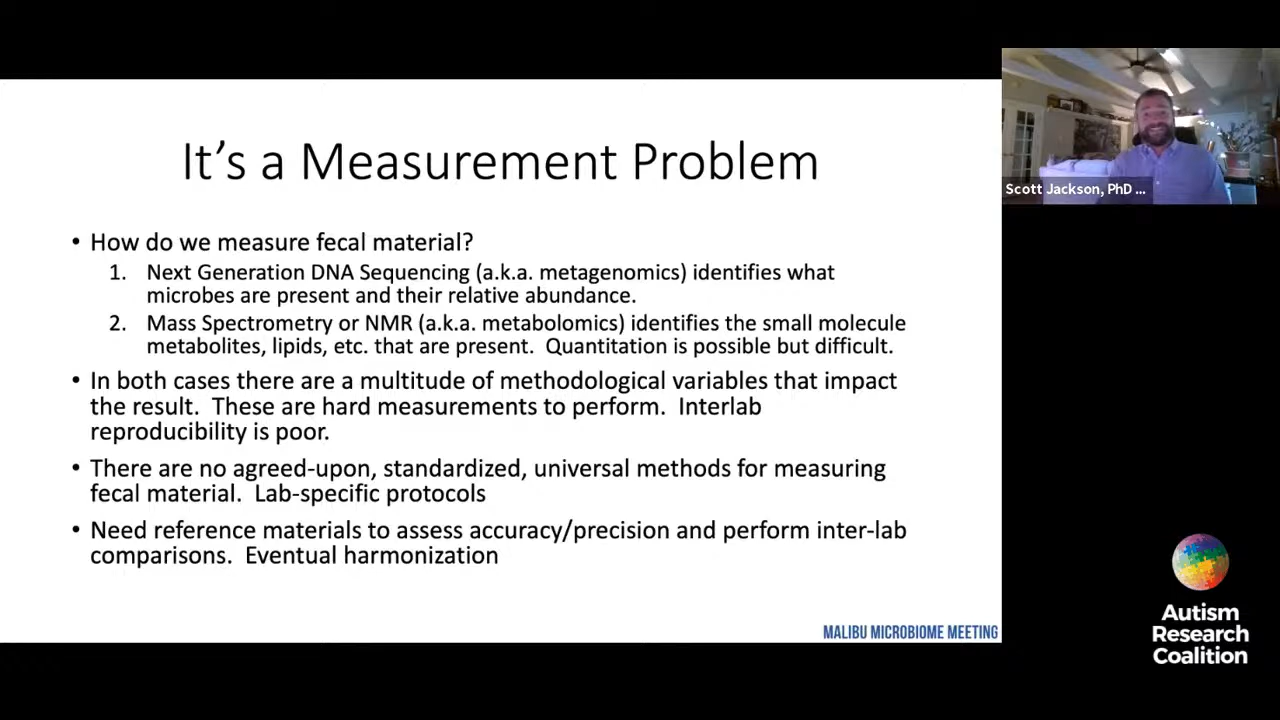 It's a Measurement Problem
• How do we measure fecal material?
1. Next Generation DNA Sequencing (a.k.a. metagenomics) identifies what
microbes are present and their relative abundance.
2. Mass Spectrometry or NMR (a.k.a. metabolomics) identifies the small molecule
metabolites, lipids, etc. that are present. Quantitation is possible but difficult.
• In both cases there are a multitude of methodological variables that impact
the result. These are hard measurements to perform. Interlab
reproducibility is poor.
• There are no agreed-upon, standardized, universal methods for measuring
fecal material. Lab-specific protocols
• Need reference materials to assess accuracy/precision and perform inter-lab
comparisons. Eventual harmonization
MALIBU MICROBIOME MEETING
Scott Jackson, PhD ...
Autism
Research
Coalition